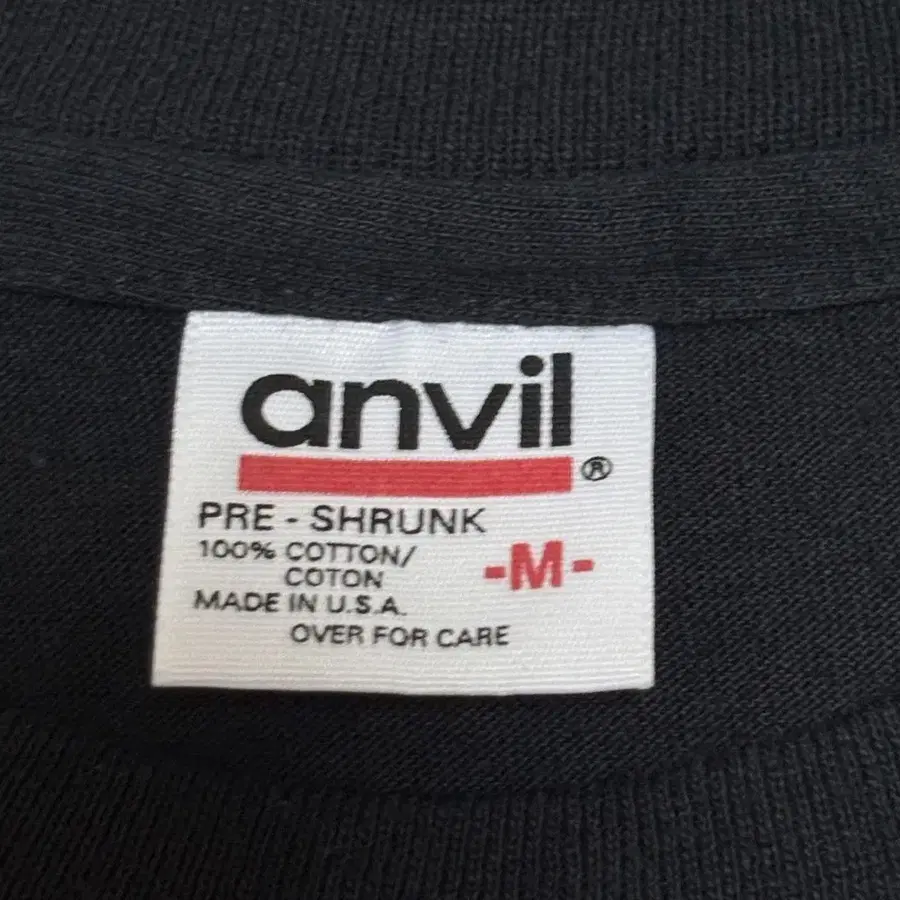 anvil®
PRE - SHRUNK
100% COTTON/
COTON
-M-
MADE IN U.S.A.
OVER FOR CARE